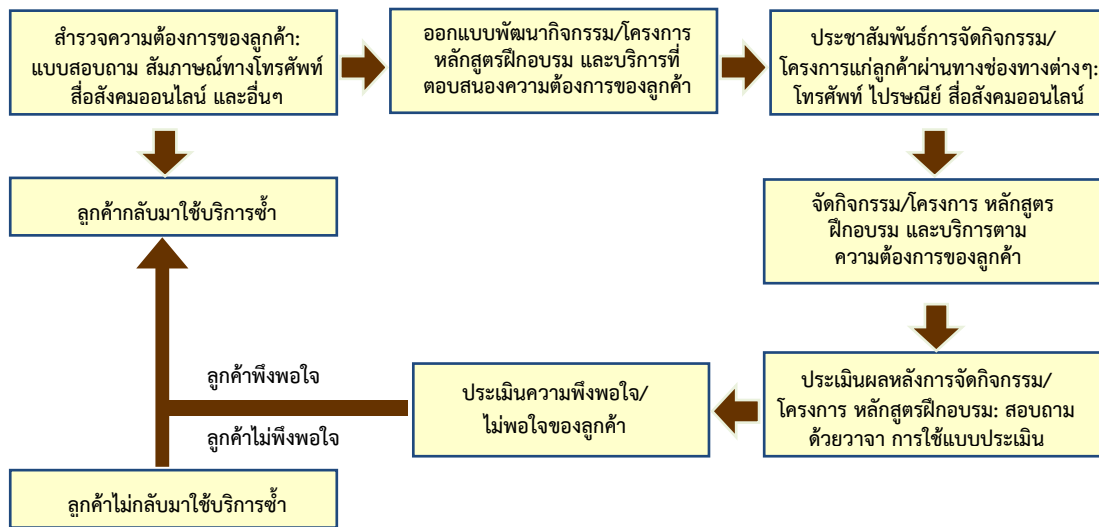 สำรวจความต้องการของลูกค้า:
แบบสอบถาม สัมภาษณ์ทางโทรศัพท์
สื่อสังคมออนไลน์ และอื่นๆ
ออกแบบพัฒนากิจกรรม/โครงการ
หลักสูตรฝึกอบรม และบริการที่
ตอบสนองความต้องการของลูกค้า
ประชาสัมพันธ์การจัดกิจกรรม/
โครงการแก่ลูกค้าผ่านทางช่องทางต่างๆ:
โทรศัพท์ ไปรษณีย์ สื่อสังคมออนไลน์
ลูกค้ากลับมาใช้บริการซ้ำ
จัดกิจกรรม/โครงการ หลักสูตร
ฝึกอบรม และบริการตาม
ความต้องการของลูกค้า
ลูกค้าพึงพอใจ
ลูกค้าไม่พึงพอใจ
ประเมินความพึงพอใจ/
ไม่พอใจของลูกค้า
ประเมินผลหลังการจัดกิจกรรม/
โครงการ หลักสูตรฝึกอบรม: สอบถาม
ด้วยวาจา การใช้แบบประเมิน
ลูกค้าไม่กลับมาใช้บริการซ้ำ